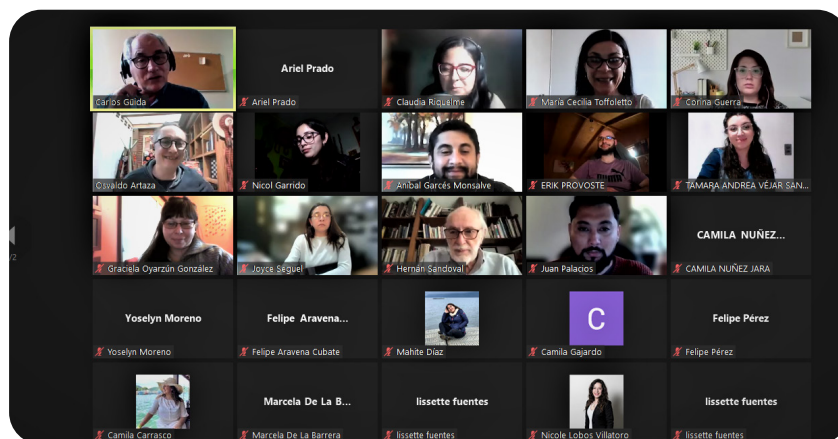 Carlos Güida
Ariel Prado
Ariel Prado
Claudia Riquelme
María Cecilia Toffoletto
Corina Guerra
Osvaldo Artaza
Nicol Garrido
Anibal Garcés Monsalve
ERIK PROVOSTE
TAMARA ANDREA VÉJAR SAN...
Graciela Oyarzún González
Joyce Seguel
Hernán Sandoval
Juan Palacios
CAMILA NUÑEZ...
CAMILA NUÑEZ JARA
Yoselyn Moreno
Yoselyn Moreno
Felipe Aravena...
Felipe Aravena Cubate
Mahite Díaz
C
Camila Gajardo
Felipe Pérez
Felipe Pérez
Camila Carrasco
Marcela De La B...
Marcela De La Barrera
lissette fuentes
lissette fuentes
Nicole Lobos Villatoro
lissette fuentes
lissette fuentes